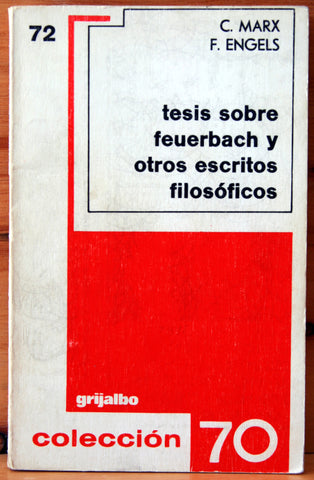 72
C. MARX
F. ENGELS
tesis sobre
feuerbach y
otros escritos
filosóficos
grijalbo
colección 70